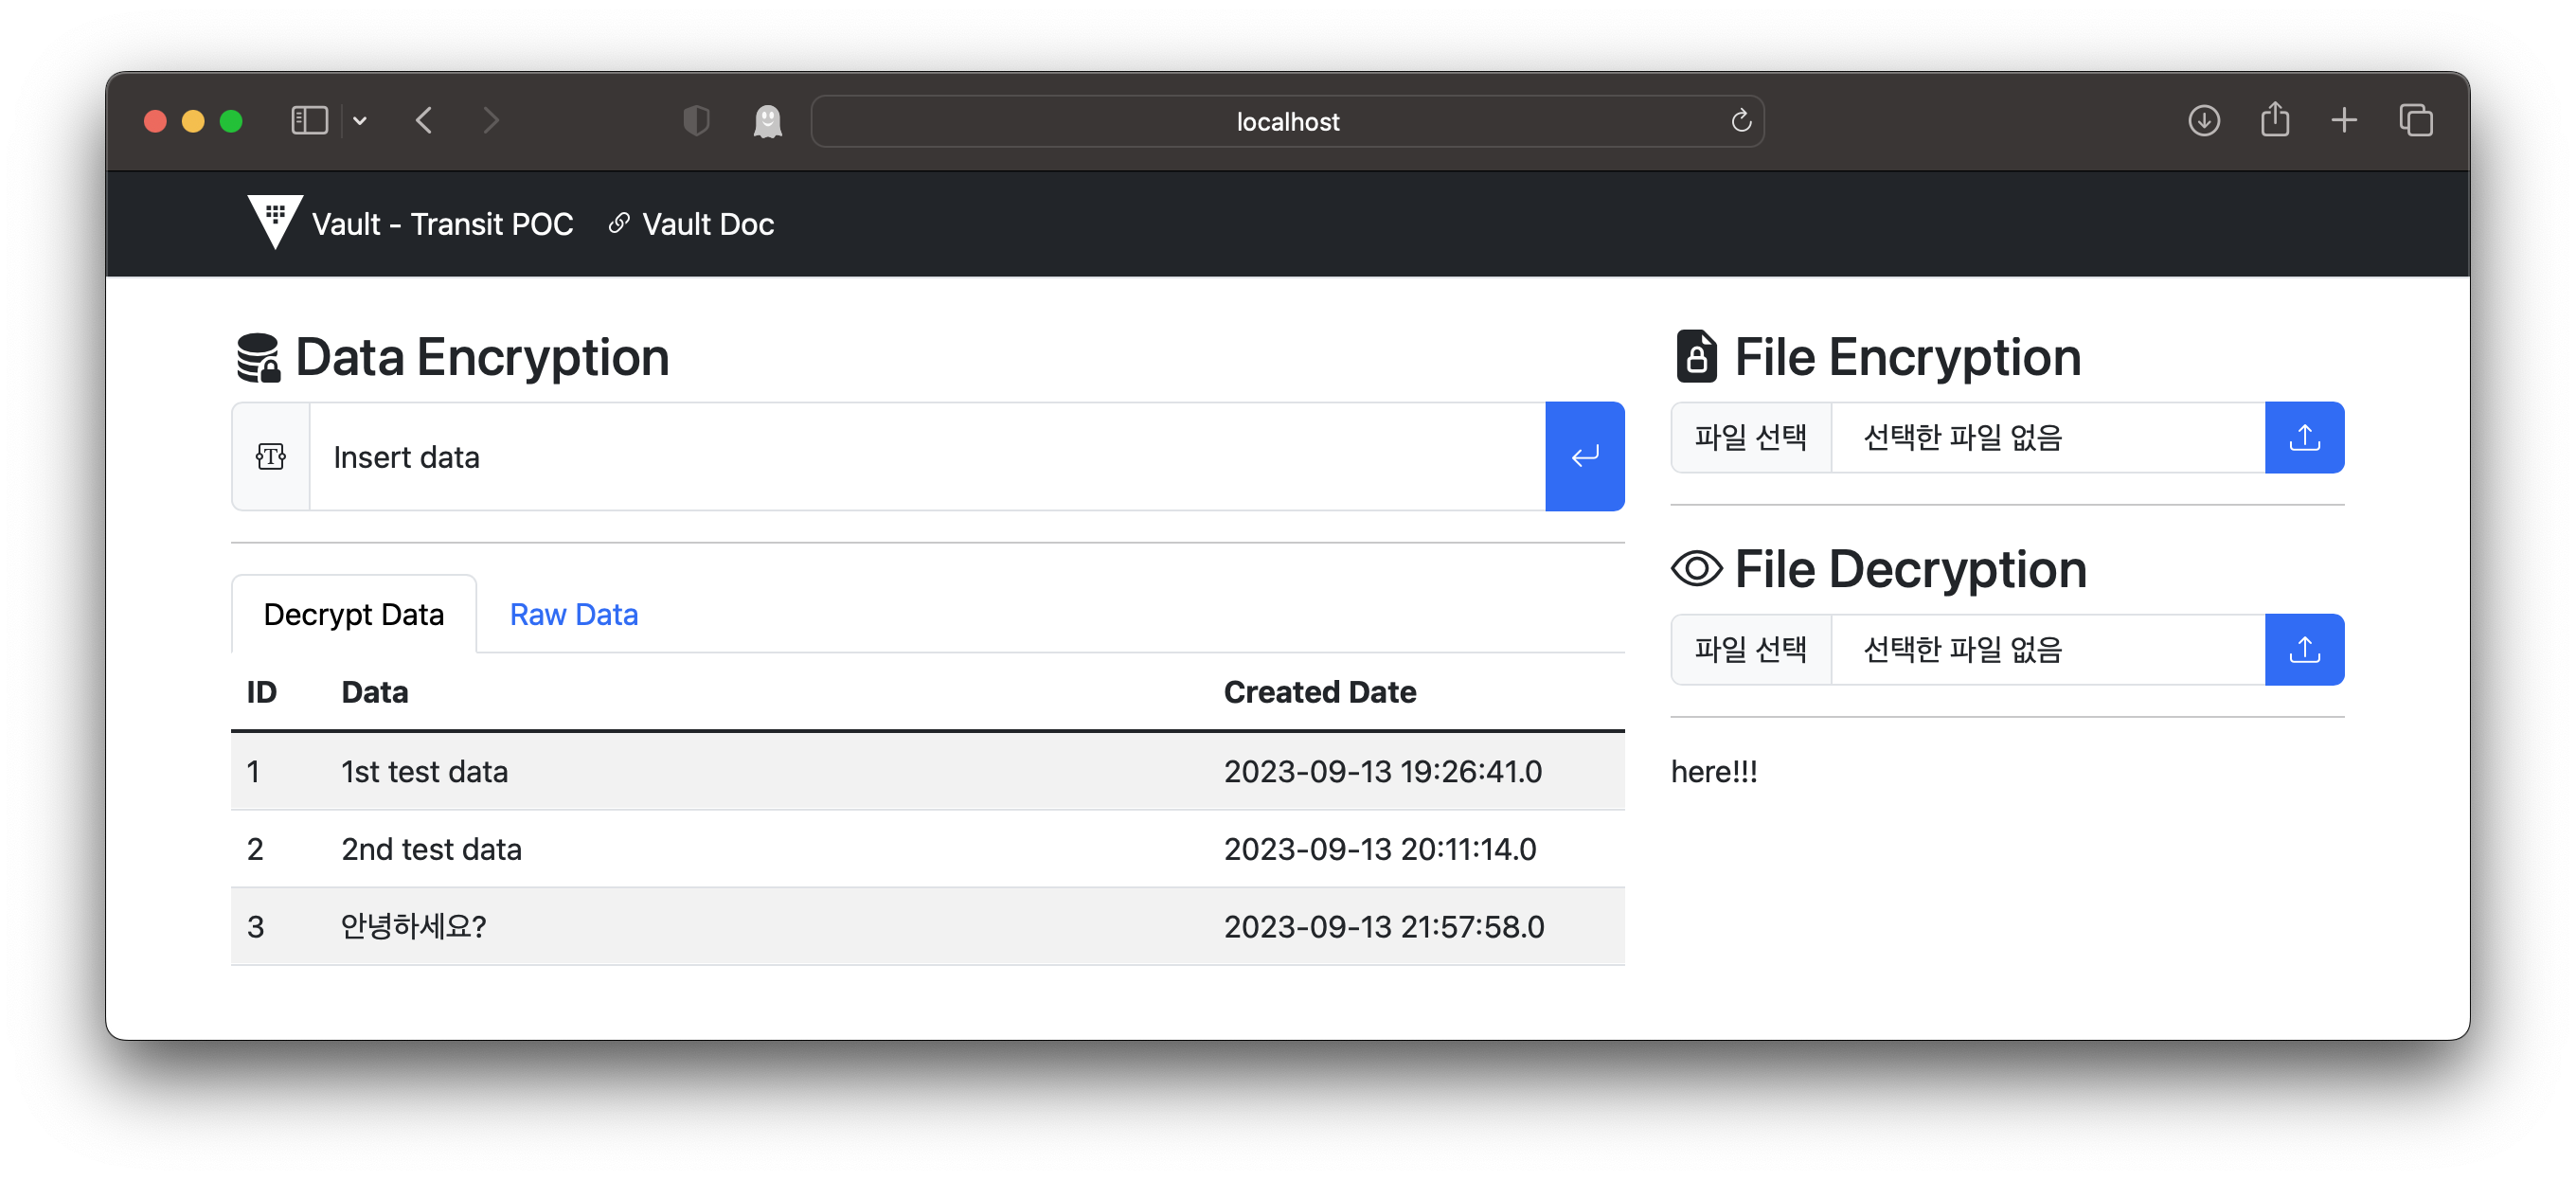 localhost
Vault - Transit POC Vault Doc
Data Encryption
Insert data
Decrypt Data Raw Data
ID Data Created Date
1 1st test data 2023-09-13 19:26:41.0
2 2nd test data 2023-09-13 20:11:14.0
3 안녕하세요? 2023-09-13 21:57:58.0
File Encryption
파일 선택 선택한 파일 없음
File Decryption
파일 선택 선택한 파일 없음
here!!!